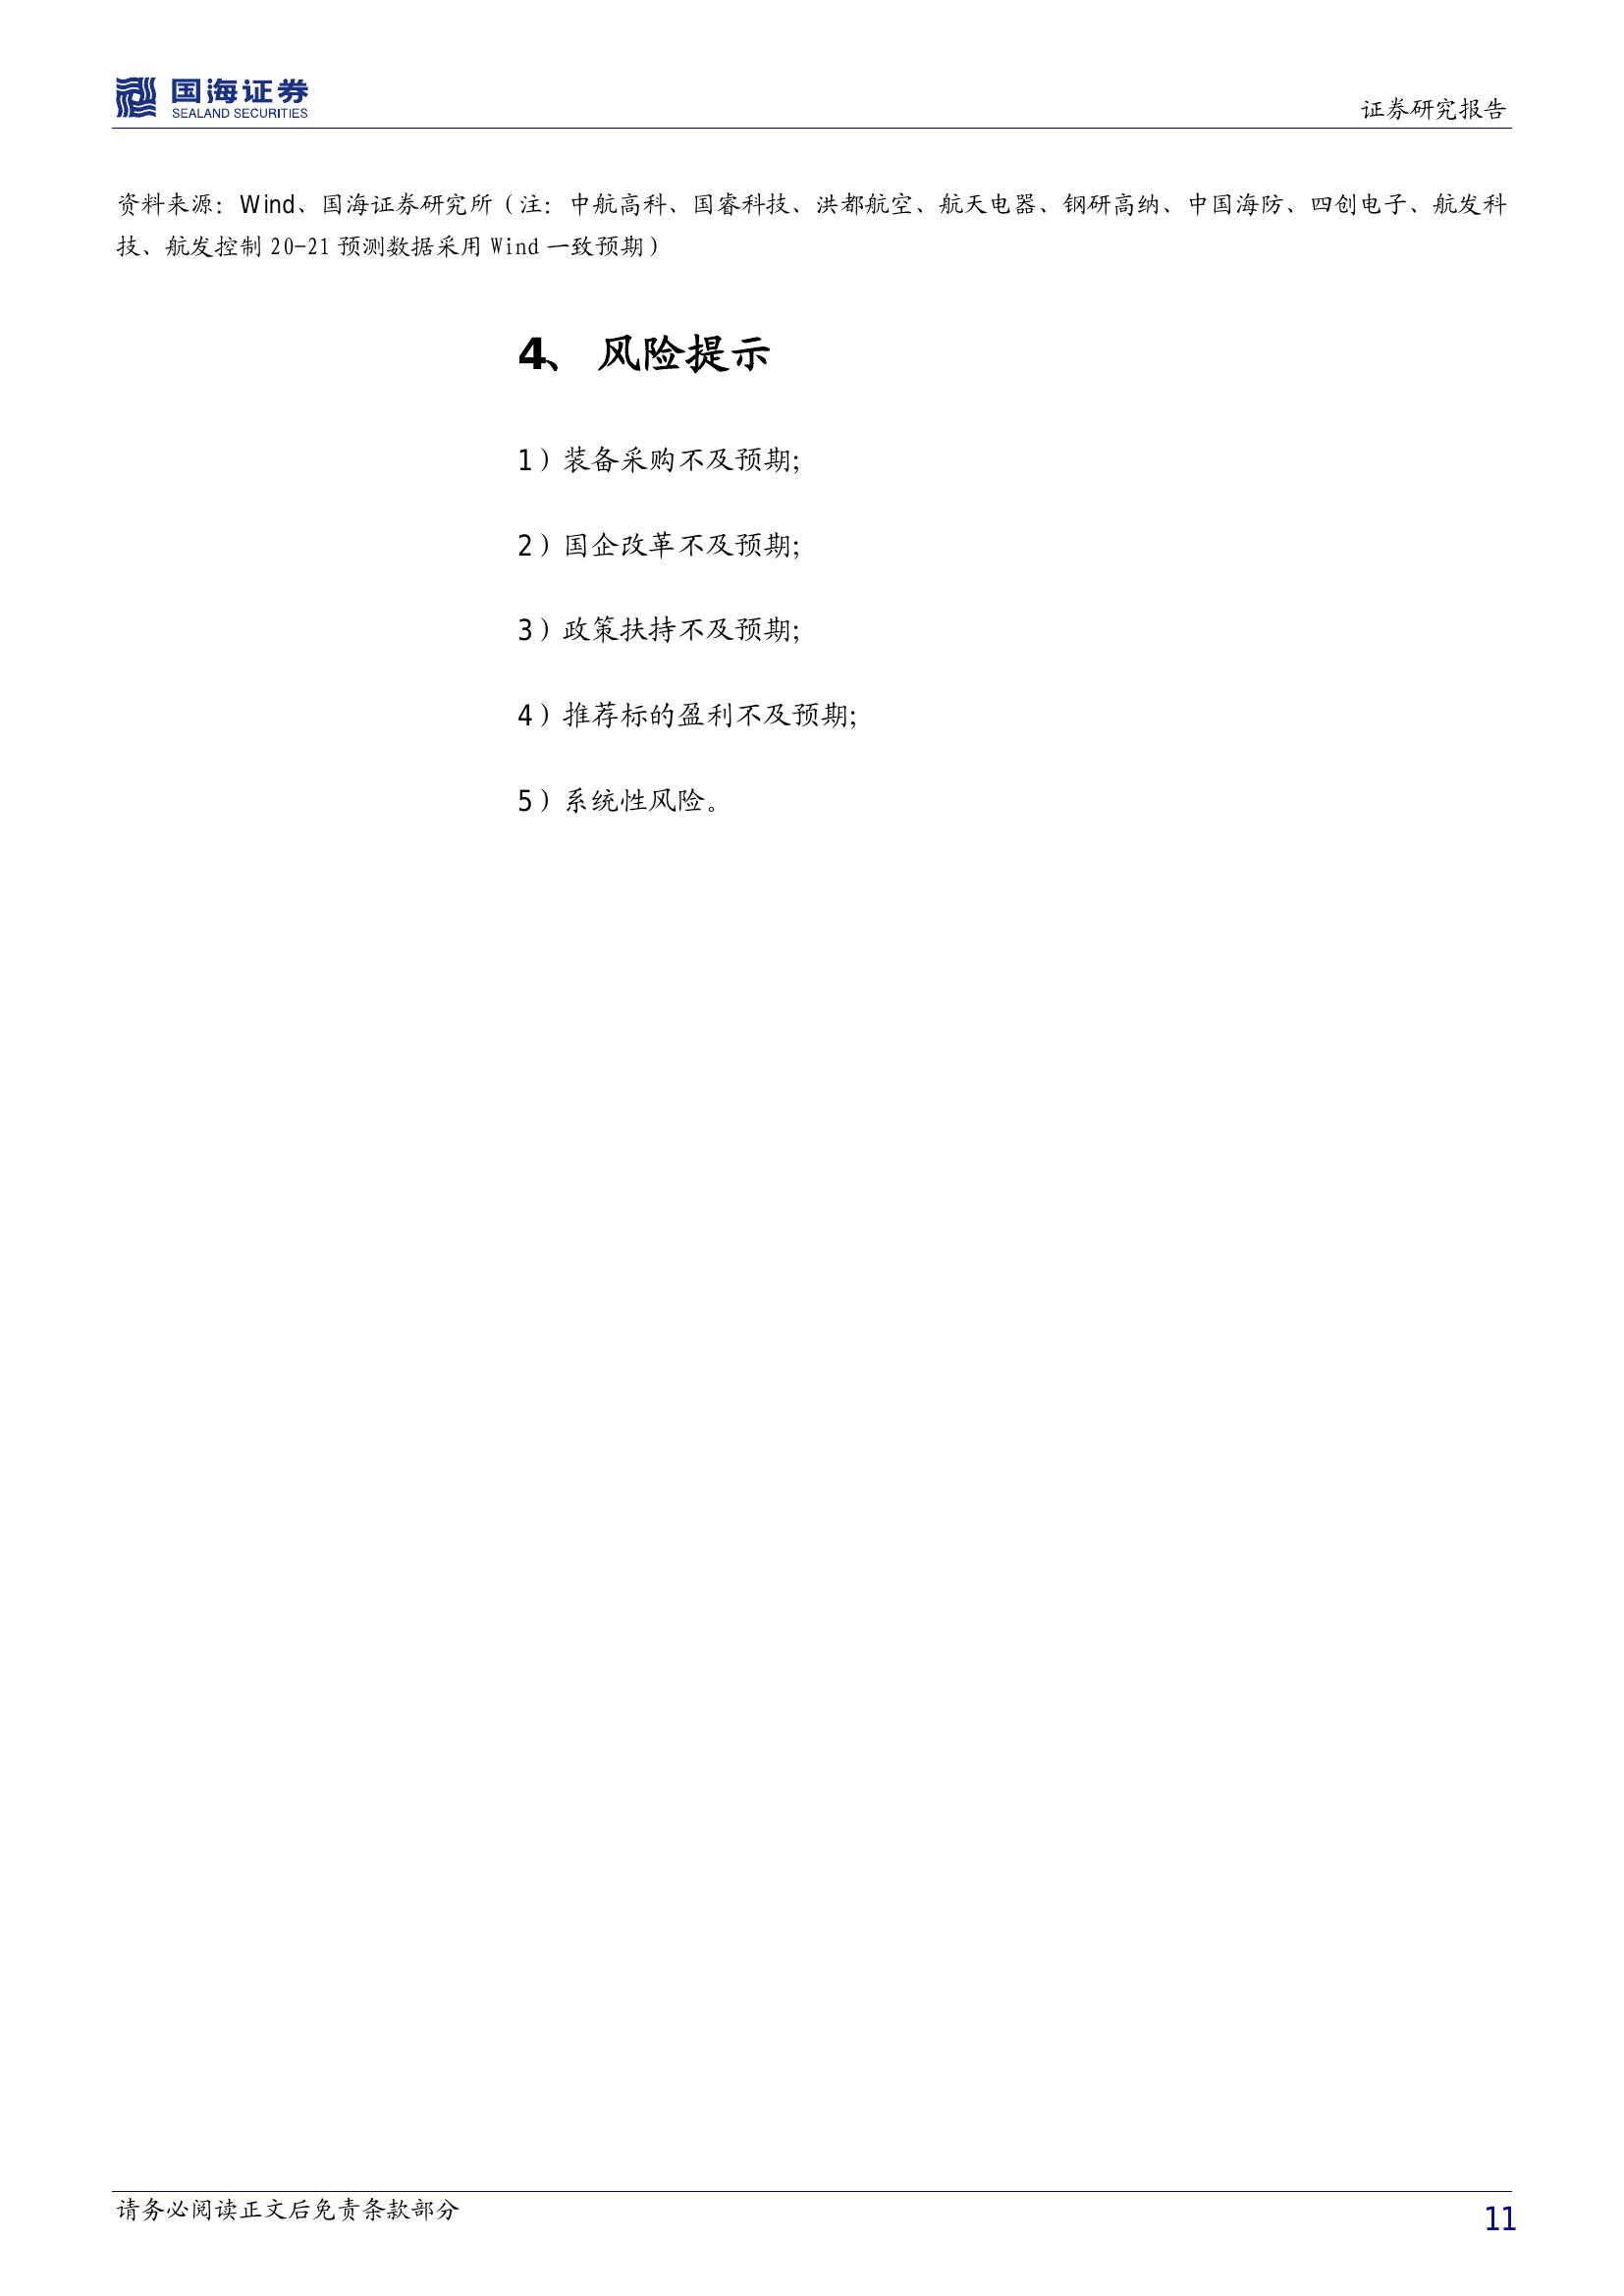 国海证券
SEALAND SECURITIES
证券研究报告
资料来源：Wind、国海证券研究所（注：中航高科、国睿科技、洪都航空、航天电器、钢研高纳、中国海防、四创电子、航发科
技、航发控制 20-21 预测数据采用 Wind 一致预期）
4、 风险提示
1）装备采购不及预期；
2）国企改革不及预期；
3）政策扶持不及预期；
4）推荐标的盈利不及预期；
5）系统性风险。
请务必阅读正文后免责条款部分
11